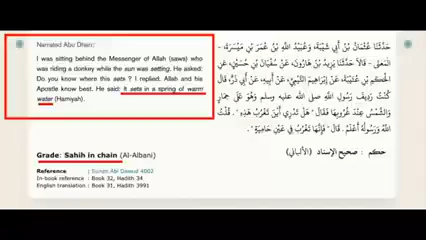 Narrated Abu Dharr:
I was sitting behind the Messenger of Allah (saws) who
was riding a donkey while the sun was setting. He asked:
Do you know where this sets ? I replied: Allah and his
Apostle know best. He said: It sets in a spring of warm
water (Hamiyah).
حَدَّثَنَا عُثْمَانُ بْنُ أَبِي شَيْبَةَ، وَعُبَيْدُ اللَّهِ بْنُ عُمَرَ بْنِ مَيْسَرَةَ، -
الْمَعْنَى - قَالاَ حَدَّثَنَا يَزِيدُ بْنُ هَارُونَ، عَنْ سُفْيَانَ بْنِ حُسَيْنٍ، عَنِ
الْحَكَمِ بْنِ عُتَيْبَةَ، عَنْ إِبْرَاهِيمَ التَّيْمِيِّ، عَنْ أَبِيهِ، عَنْ أَبِي ذَرٍّ، قَالَ
كُنْتُ رَدِيفَ رَسُولِ اللَّهِ صلى الله عليه وسلم وَهُوَ عَلَى حِمَارٍ
وَالشَّمْسُ عِنْدَ غُرُوبِهَا فَقَالَ " هَلْ تَدْرِي أَيْنَ تَغْرُبُ هَذِهِ " . قُلْتُ
اللَّهُ وَرَسُولُهُ أَعْلَمُ . قَالَ " فَإِنَّهَا تَغْرُبُ فِي عَيْنِ حَامِيَةٍ " .
Grade: Sahih in chain (Al-Albani)
حكم : صحيح الإسناد (الألباني)
Reference : Sunan Abi Dawud 4002
In-book reference : Book 32, Hadith 34
English translation : Book 31, Hadith 3991